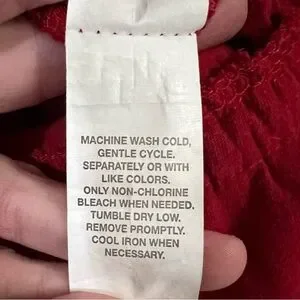 MACHINE WASH COLD,
GENTLE CYCLE.
SEPARATELY OR WITH
LIKE COLORS.
ONLY NON-CHLORINE
BLEACH WHEN NEEDED.
TUMBLE DRY LOW.
REMOVE PROMPTLY.
COOL IRON WHEN
NECESSARY.